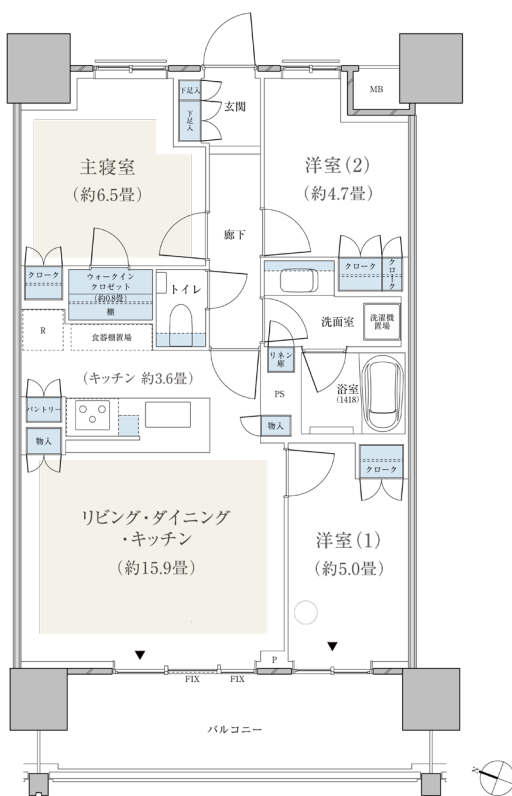 MB
下足入
下足入
玄関
主寝室
(約6.5畳)
洋室(2)
(約4.7畳)
廊下
クローク
ウォークイン
クロゼット
(約0.8畳)
棚
トイレ
クローク
クローク
R
食器棚置場
洗面室
洗濯機
置場
リネン
庫
(キッチン 約3.6畳)
PS
浴室
(1418)
パントリー
物入
物入
クローク
リビング・ダイニング
・キッチン
(約15.9畳)
洋室(1)
(約5.0畳)
P
FIX
FIX
バルコニー
N